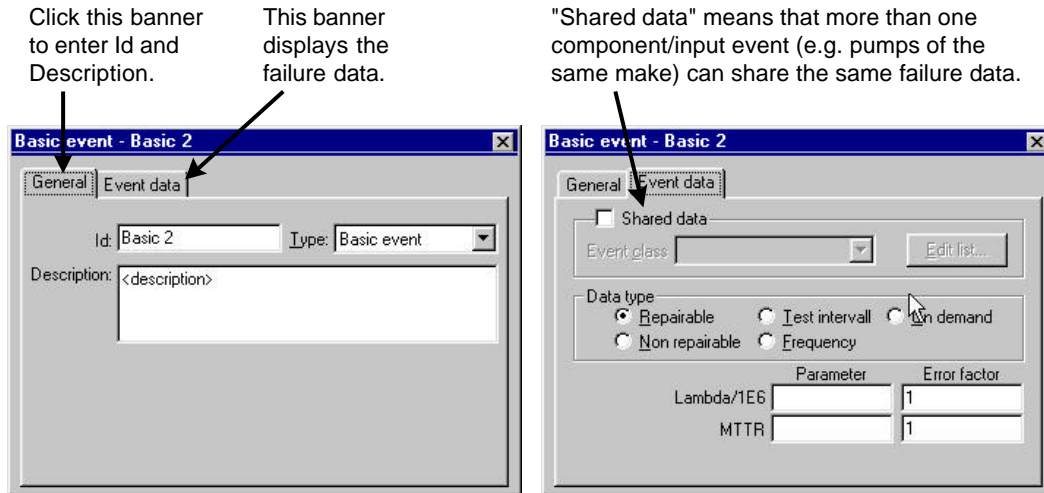 Click this banner
to enter Id and
Description.
This banner
displays the
failure data.
"Shared data" means that more than one
component/input event (e.g. pumps of the
same make) can share the same failure data.
Basic event - Basic 2
General
Event data
Id:
Basic 2
Type:
Basic event
Description:
<description>
Basic event - Basic 2
General
Event data
Shared data
Event class
Edit list...
Data type
Repairable
Test intervall
On demand
Non repairable
Frequency
Parameter
Error factor
Lambda/1E6
1
MTTR
1